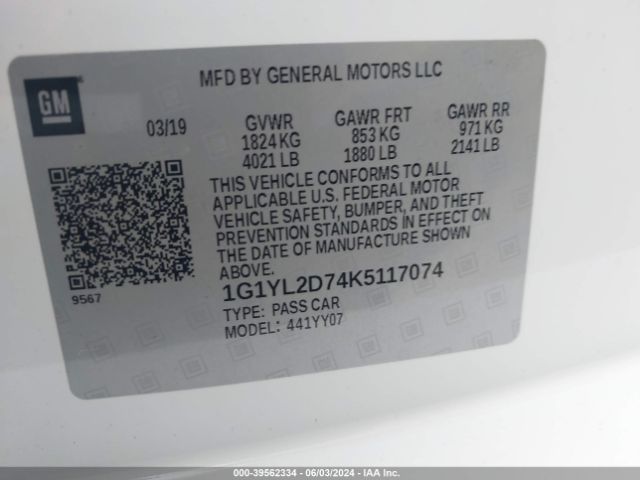 GM
MFD BY GENERAL MOTORS LLC
03/19
GVWR
1824 KG
4021 LB
GAWR FRT
853 KG
1880 LB
GAWR RR
971 KG
2141 LB
THIS VEHICLE CONFORMS TO ALL
APPLICABLE U.S. FEDERAL MOTOR
VEHICLE SAFETY, BUMPER, AND THEFT
PREVENTION STANDARDS IN EFFECT ON
THE DATE OF MANUFACTURE SHOWN
ABOVE.
9567
1G1YL2D74K5117074
TYPE: PASS CAR
MODEL: 441YY07
000-39562334 - 06/03/2024 - IAA Inc.